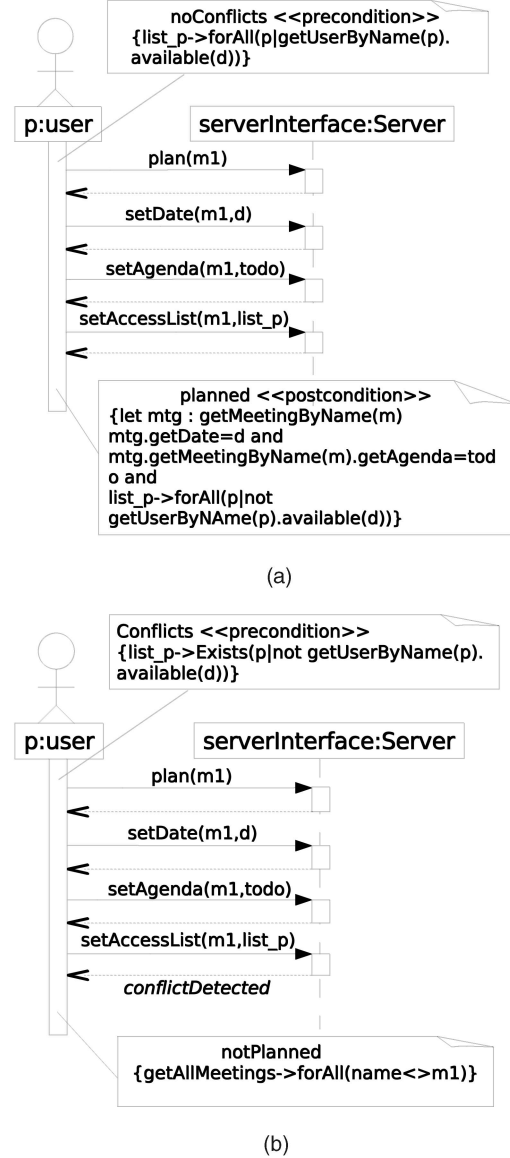 noConflicts <<precondition>>
{list_p->forAll(p|getUserByName(p).
available(d))}
p:user
serverInterface:Server
plan(m1)
setDate(m1,d)
setAgenda(m1,todo)
setAccessList(m1,list_p)
planned <<postcondition>>
{let mtg : getMeetingByName(m)
mtg.getDate=d and
mtg.getMeetingByName(m).getAgenda=tod
o and
list_p->forAll(p|not
getUserByNAme(p).available(d))}
(a)
Conflicts <<precondition>>
{list_p->Exists(p|not getUserByName(p).
available(d))}
p:user
serverInterface:Server
plan(m1)
setDate(m1,d)
setAgenda(m1,todo)
setAccessList(m1,list_p)
conflictDetected
notPlanned
{getAllMeetings->forAll(name<>m1)}
(b)